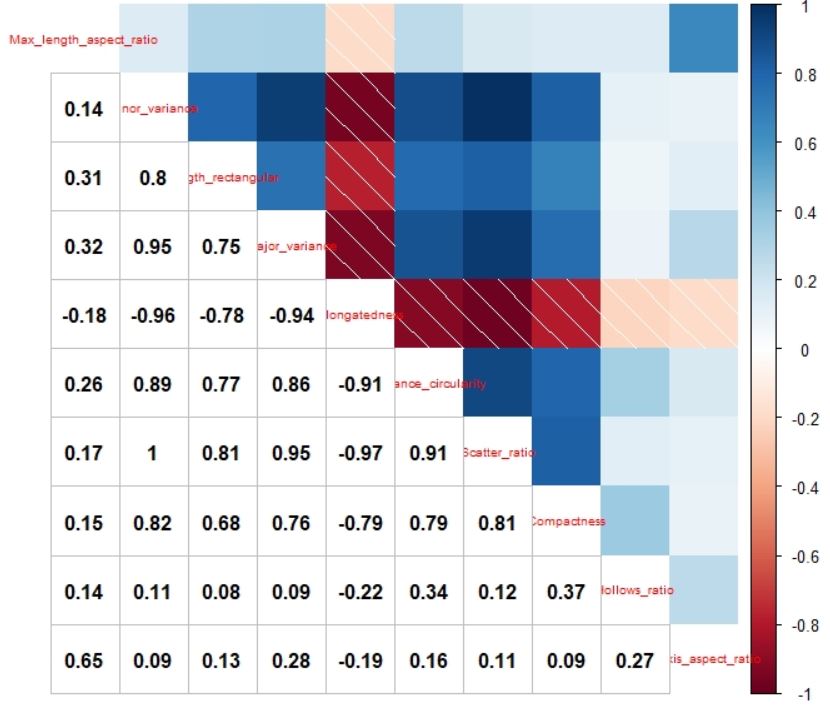 Max_length_aspect_ratio
0.14 nor_variance
0.31 0.8 gth_rectangular
0.32 0.95 0.75 ajor_variance
-0.18 -0.96 -0.78 -0.94 longatedness
0.26 0.89 0.77 0.86 -0.91 ance_circularity
0.17 1 0.81 0.95 -0.97 0.91 Scatter_ratio
0.15 0.82 0.68 0.76 -0.79 0.79 0.81 Compactness
0.14 0.11 0.08 0.09 -0.22 0.34 0.12 0.37 Hollows_ratio
0.65 0.09 0.13 0.28 -0.19 0.16 0.11 0.09 0.27 xis_aspect_ratio
1
0.8
0.6
0.4
0.2
0
-0.2
-0.4
-0.6
-0.8
-1